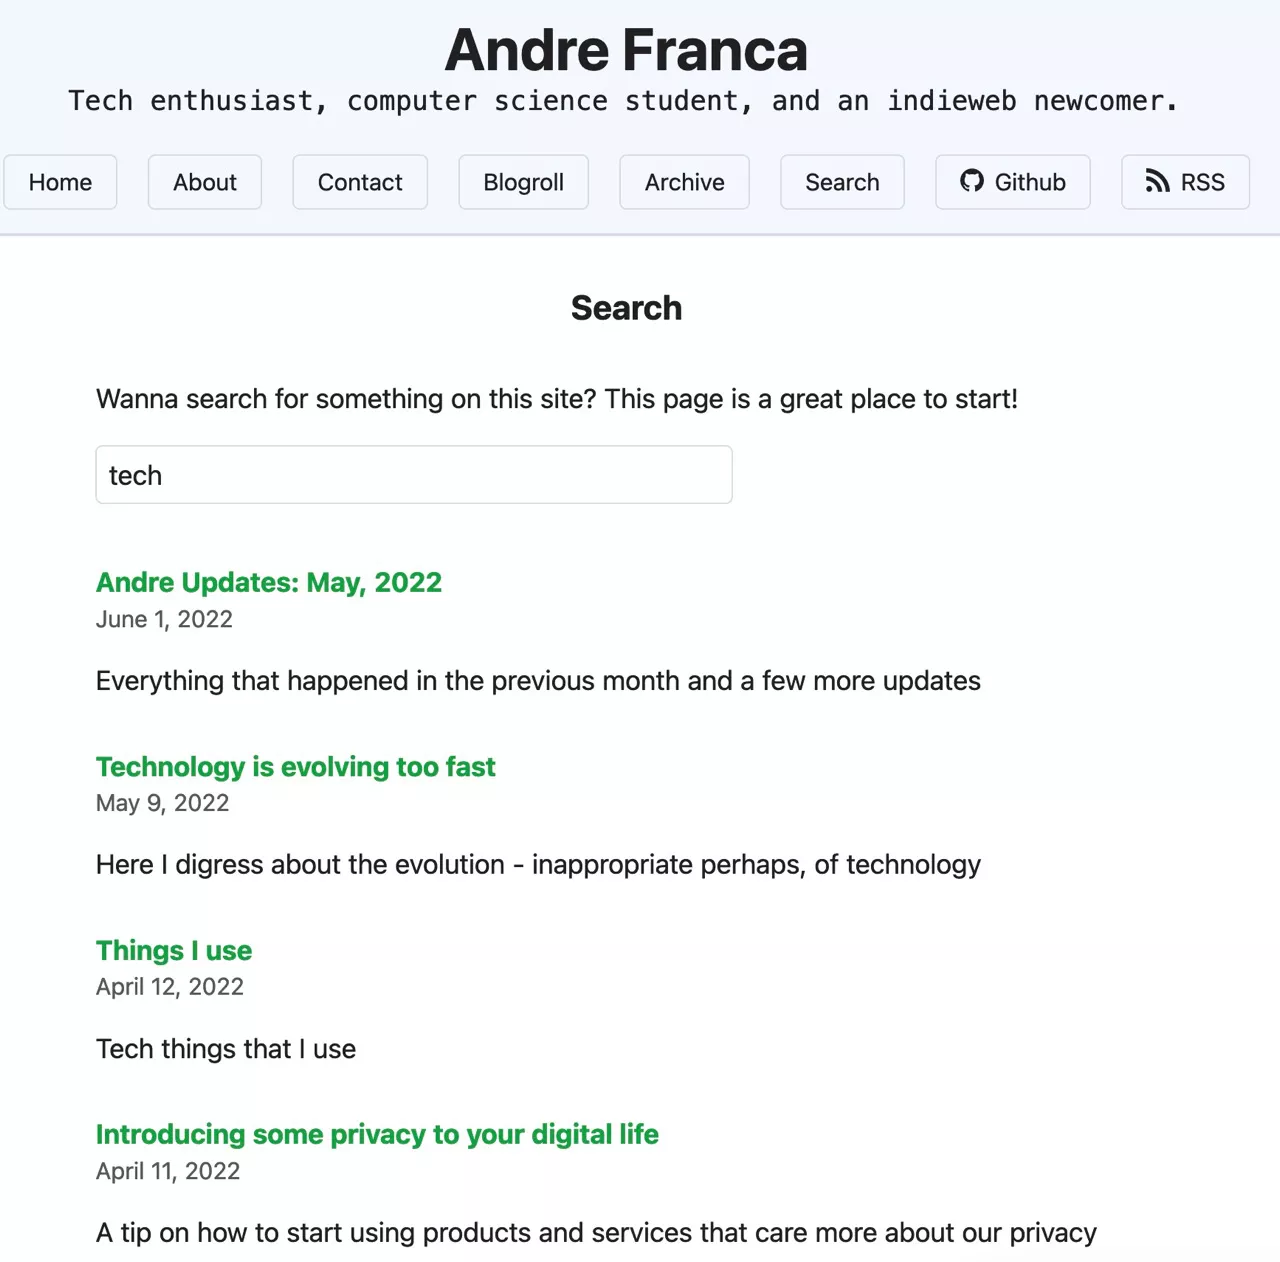 Andre Franca
Tech enthusiast, computer science student, and an indieweb newcomer.
Home About Contact Blogroll Archive Search Github RSS
Search
Wanna search for something on this site? This page is a great place to start!
tech
Andre Updates: May, 2022
June 1, 2022
Everything that happened in the previous month and a few more updates
Technology is evolving too fast
May 9, 2022
Here I digress about the evolution - inappropriate perhaps, of technology
Things I use
April 12, 2022
Tech things that I use
Introducing some privacy to your digital life
April 11, 2022
A tip on how to start using products and services that care more about our privacy